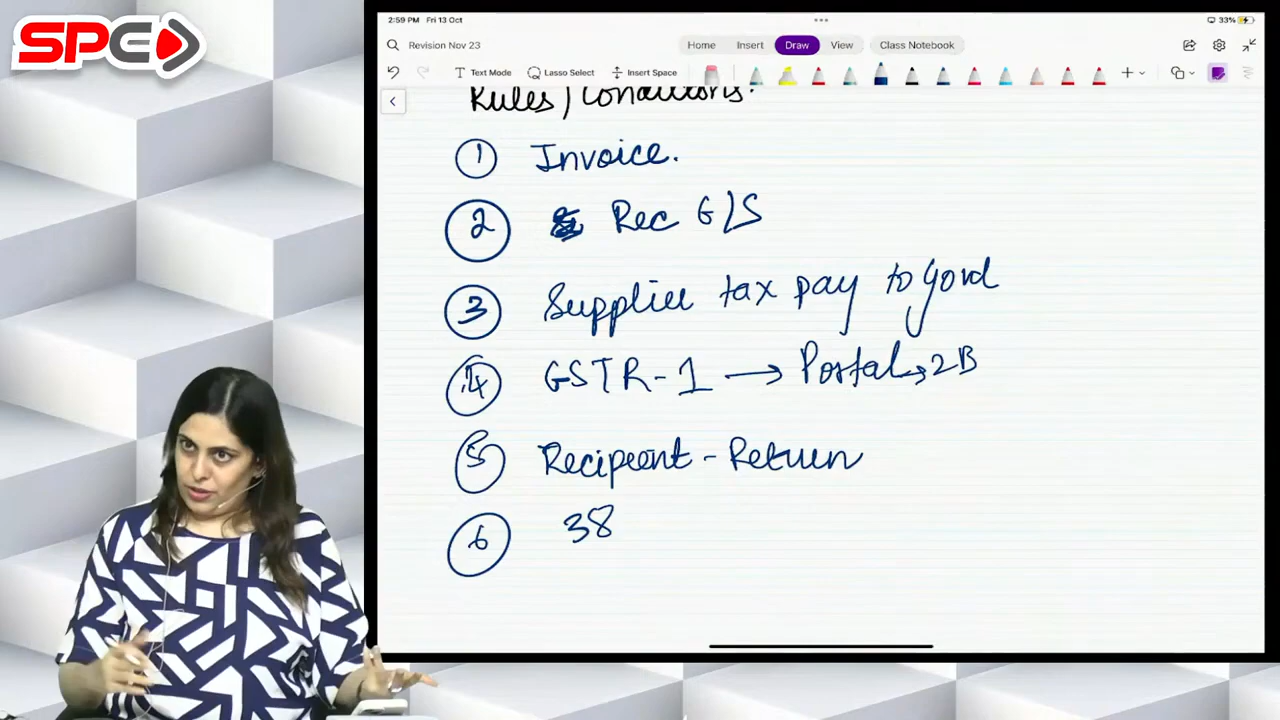 SPC
2:59 PM Fri 13 Oct
33%
Revision Nov 23
Home Insert Draw View Class Notebook
Text Mode Lasso Select Insert Space
Rules/Conditions:
1 Invoice.
2 Rec G/S
3 Supplier tax pay to Govt
4 GSTR-1 → Portal → 2B
5 Recipient - Return
6 38